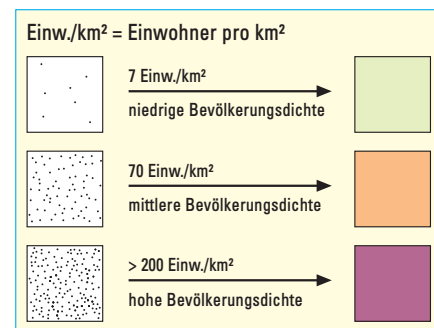 Einw./km² = Einwohner pro km²
7 Einw./km²
niedrige Bevölkerungsdichte
70 Einw./km²
mittlere Bevölkerungsdichte
> 200 Einw./km²
hohe Bevölkerungsdichte